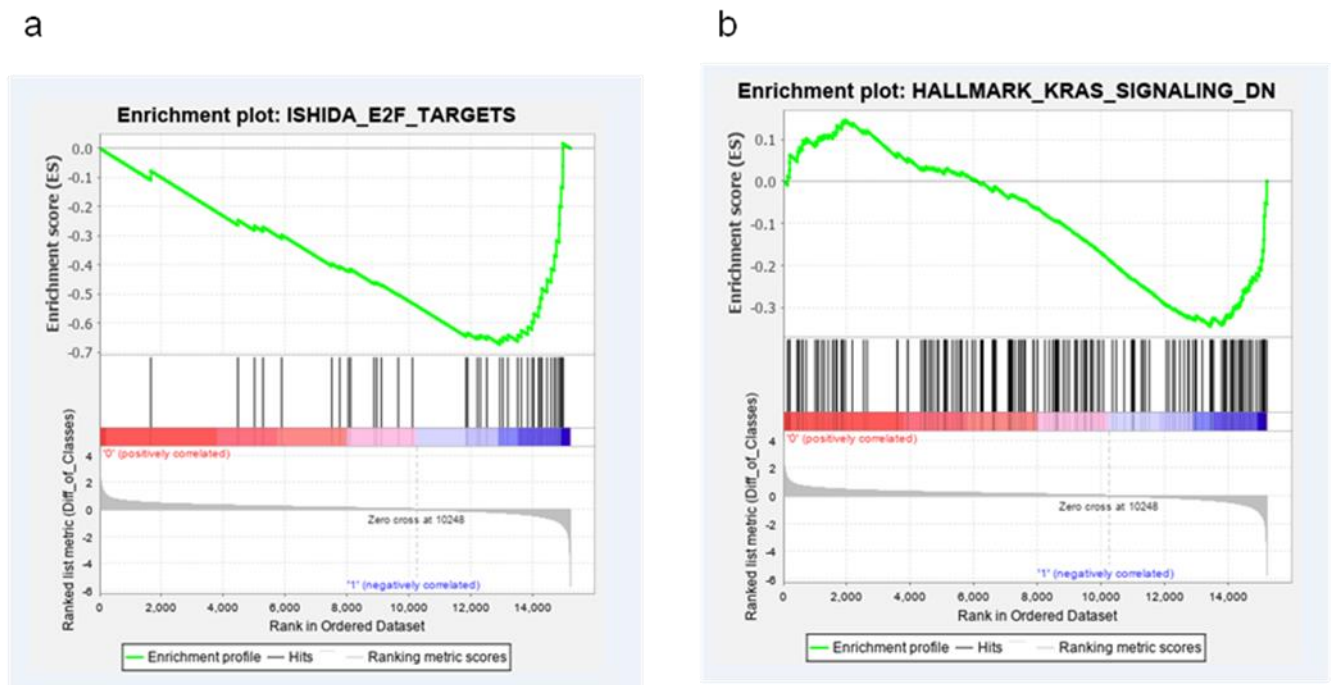 a
Enrichment plot: ISHIDA_E2F_TARGETS
Enrichment score (ES)
0.0
-0.1
-0.2
-0.3
-0.4
-0.5
-0.6
-0.7
'0' (positively correlated)
Ranked list metric (Diff_of_Classes)
4
2
0
-2
-4
-6
Zero cross at 10248
'1' (negatively correlated)
0 2,000 4,000 6,000 8,000 10,000 12,000 14,000
Rank in Ordered Dataset
Enrichment profile Hits Ranking metric scores
b
Enrichment plot: HALLMARK_KRAS_SIGNALING_DN
Enrichment score (ES)
0.1
0.0
-0.1
-0.2
-0.3
'0' (positively correlated)
Ranked list metric (Diff_of_Classes)
4
2
0
-2
-4
-6
Zero cross at 10248
'1' (negatively correlated)
0 2,000 4,000 6,000 8,000 10,000 12,000 14,000
Rank in Ordered Dataset
Enrichment profile Hits Ranking metric scores